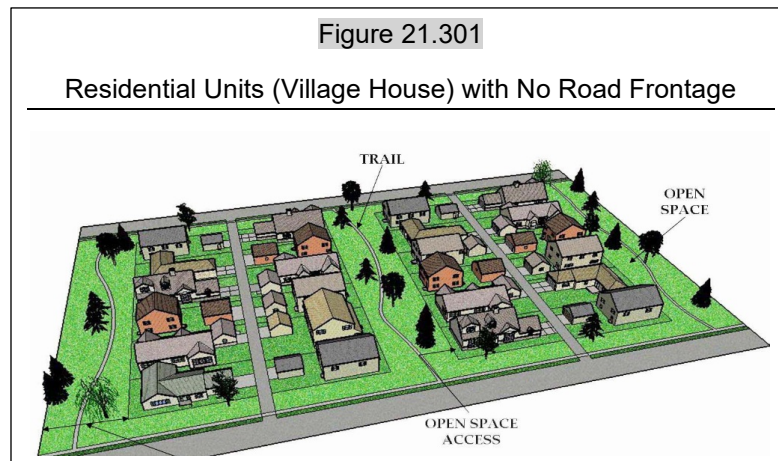 Figure 21.301
Residential Units (Village House) with No Road Frontage
TRAIL
OPEN
SPACE
OPEN SPACE
ACCESS